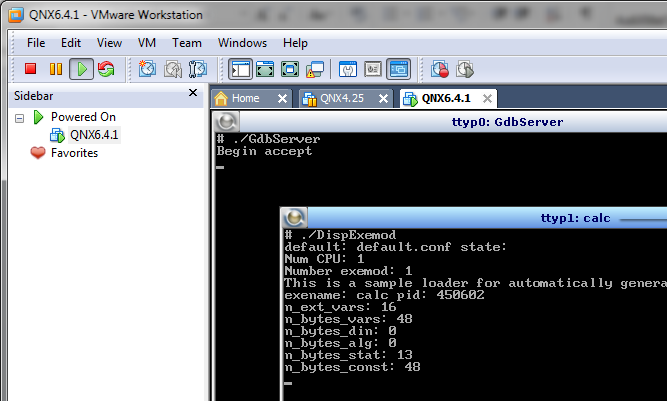 QNX6.4.1 - VMware Workstation
File Edit View VM Team Windows Help
Sidebar
Powered On
QNX6.4.1
Favorites
Home QNX4.25 QNX6.4.1
ttyp0: GdbServer
# ./GdbServer
Begin accept
ttyp1: calc
# ./DispExemod
default: default.conf state:
Num CPU: 1
Number exemod: 1
This is a sample loader for automatically genera
exename: calc pid: 450602
n_ext_vars: 16
n_bytes_vars: 48
n_bytes_din: 0
n_bytes_alg: 0
n_bytes_stat: 13
n_bytes_const: 48